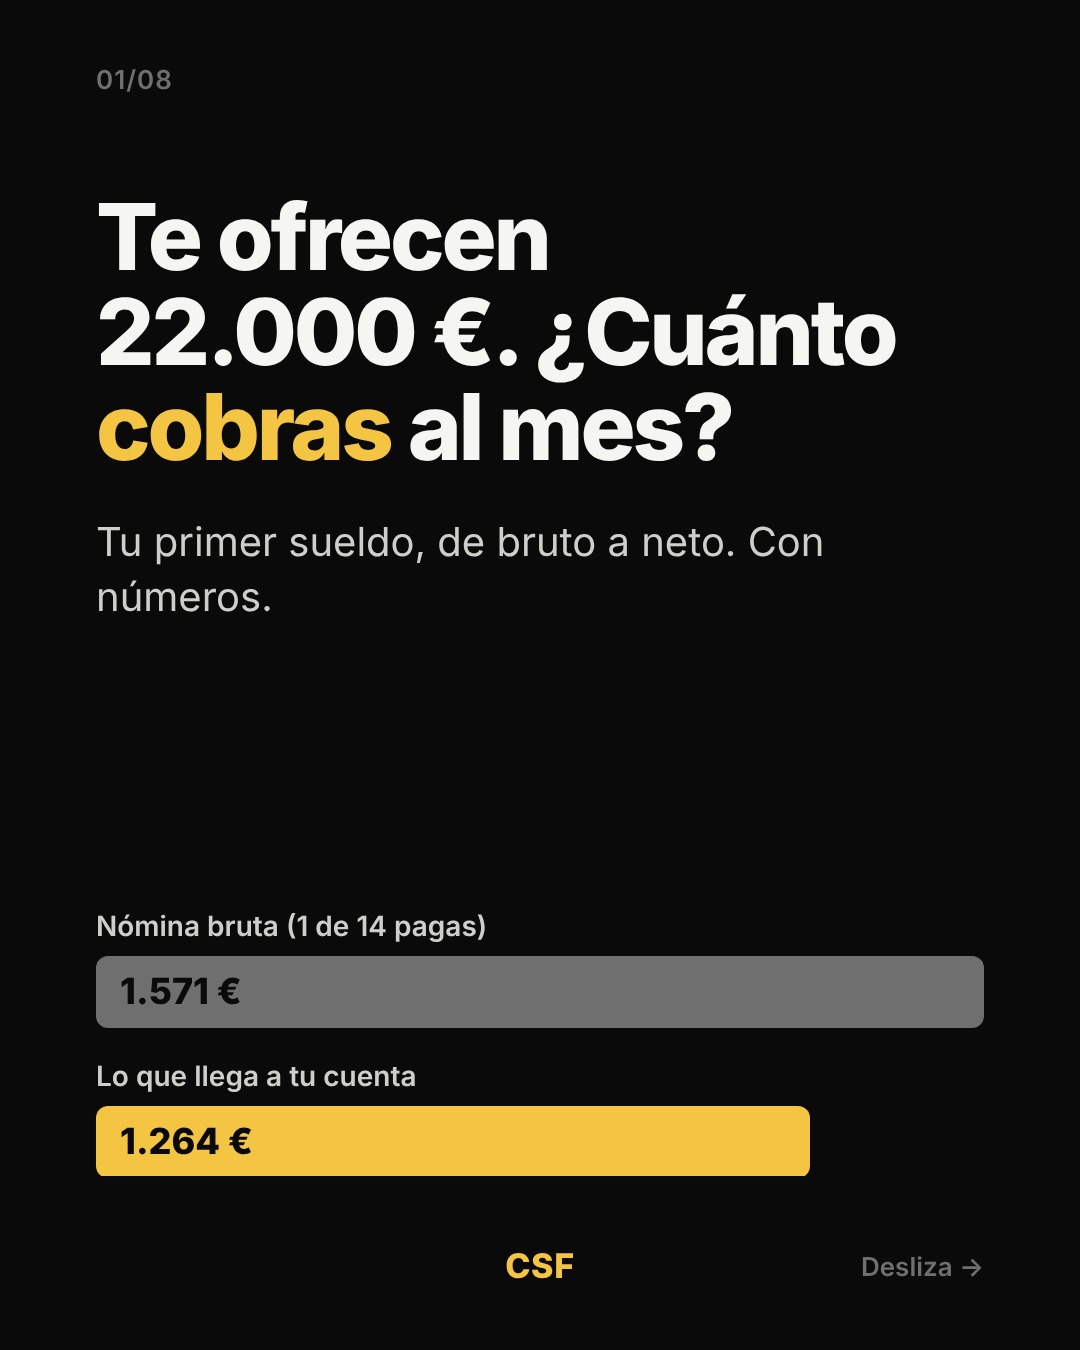 01/08
Te ofrecen
22.000 €. ¿Cuánto
cobras al mes?
Tu primer sueldo, de bruto a neto. Con
números.
Nómina bruta (1 de 14 pagas)
1.571 €
Lo que llega a tu cuenta
1.264 €
CSF
Desliza →